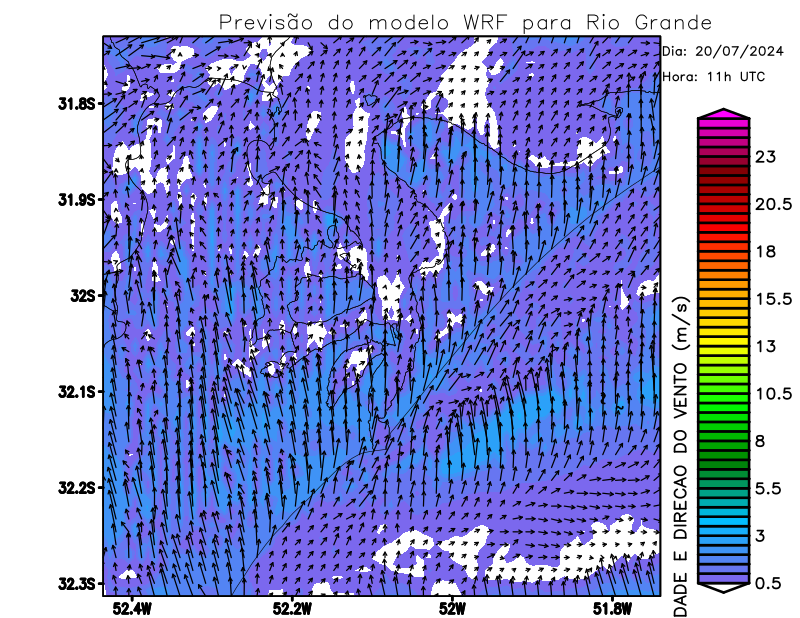 Previsão do modelo WRF para Rio Grande
Dia: 20/07/2024
Hora: 11h UTC
31.8S
31.9S
32S
32.1S
32.2S
32.3S
52.4W
52.2W
52W
51.8W
23
20.5
18
15.5
13
10.5
8
5.5
3
0.5
DADE E DIRECAO DO VENTO (m/s)